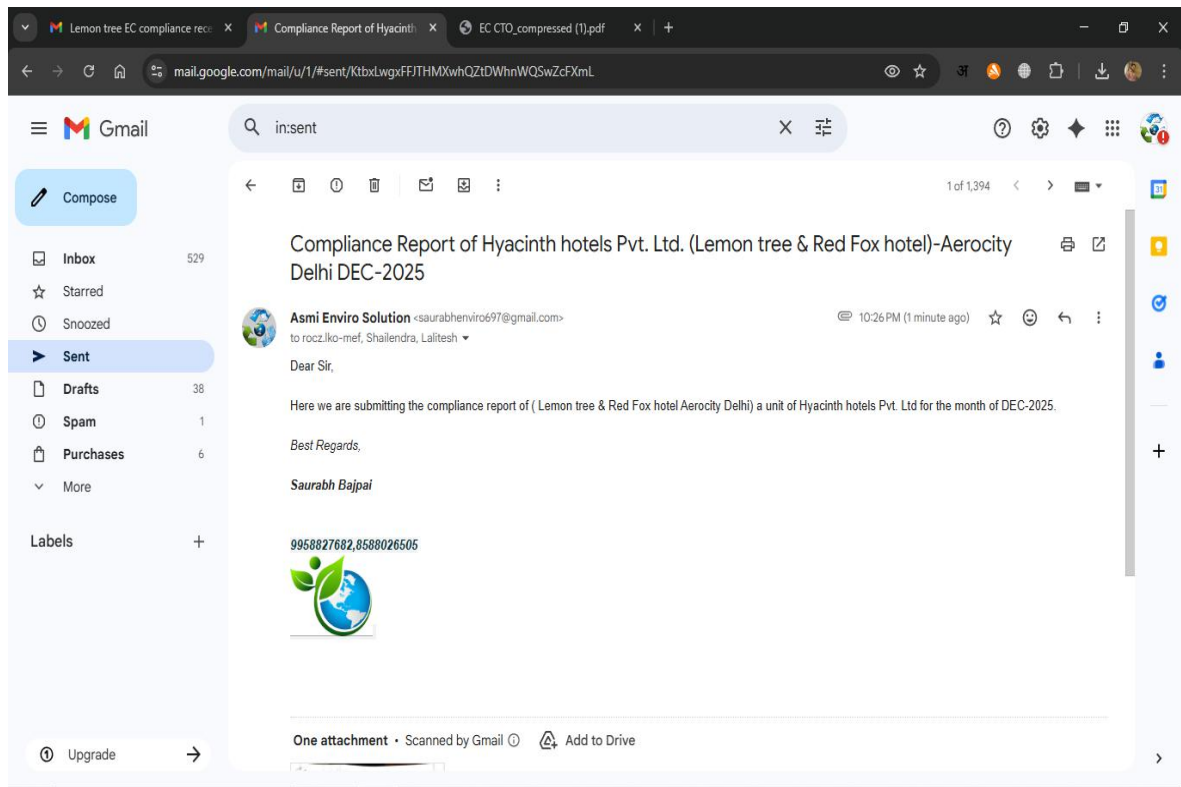 Lemon tree EC compliance rece
Compliance Report of Hyacinth
EC CTO_compressed (1).pdf
mail.google.com/mail/u/1/#sent/KtbxLwgxFFJTHMXwhQZtDWhnWQSwZcFXmL
अ
Gmail
in:sent
Compose
1 of 1,394
31
Inbox 529
Starred
Snoozed
Sent
Drafts 38
Spam 1
Purchases 6
More
Labels
Upgrade
Compliance Report of Hyacinth hotels Pvt. Ltd. (Lemon tree & Red Fox hotel)-Aerocity
Delhi DEC-2025
Asmi Enviro Solution <saurabhenviro697@gmail.com>
10:26 PM (1 minute ago)
to rocz.lko-mef, Shailendra, Lalitesh
Dear Sir,
Here we are submitting the compliance report of ( Lemon tree & Red Fox hotel Aerocity Delhi) a unit of Hyacinth hotels Pvt. Ltd for the month of DEC-2025.
Best Regards,
Saurabh Bajpai
9958827682,8588026505
One attachment • Scanned by Gmail
Add to Drive